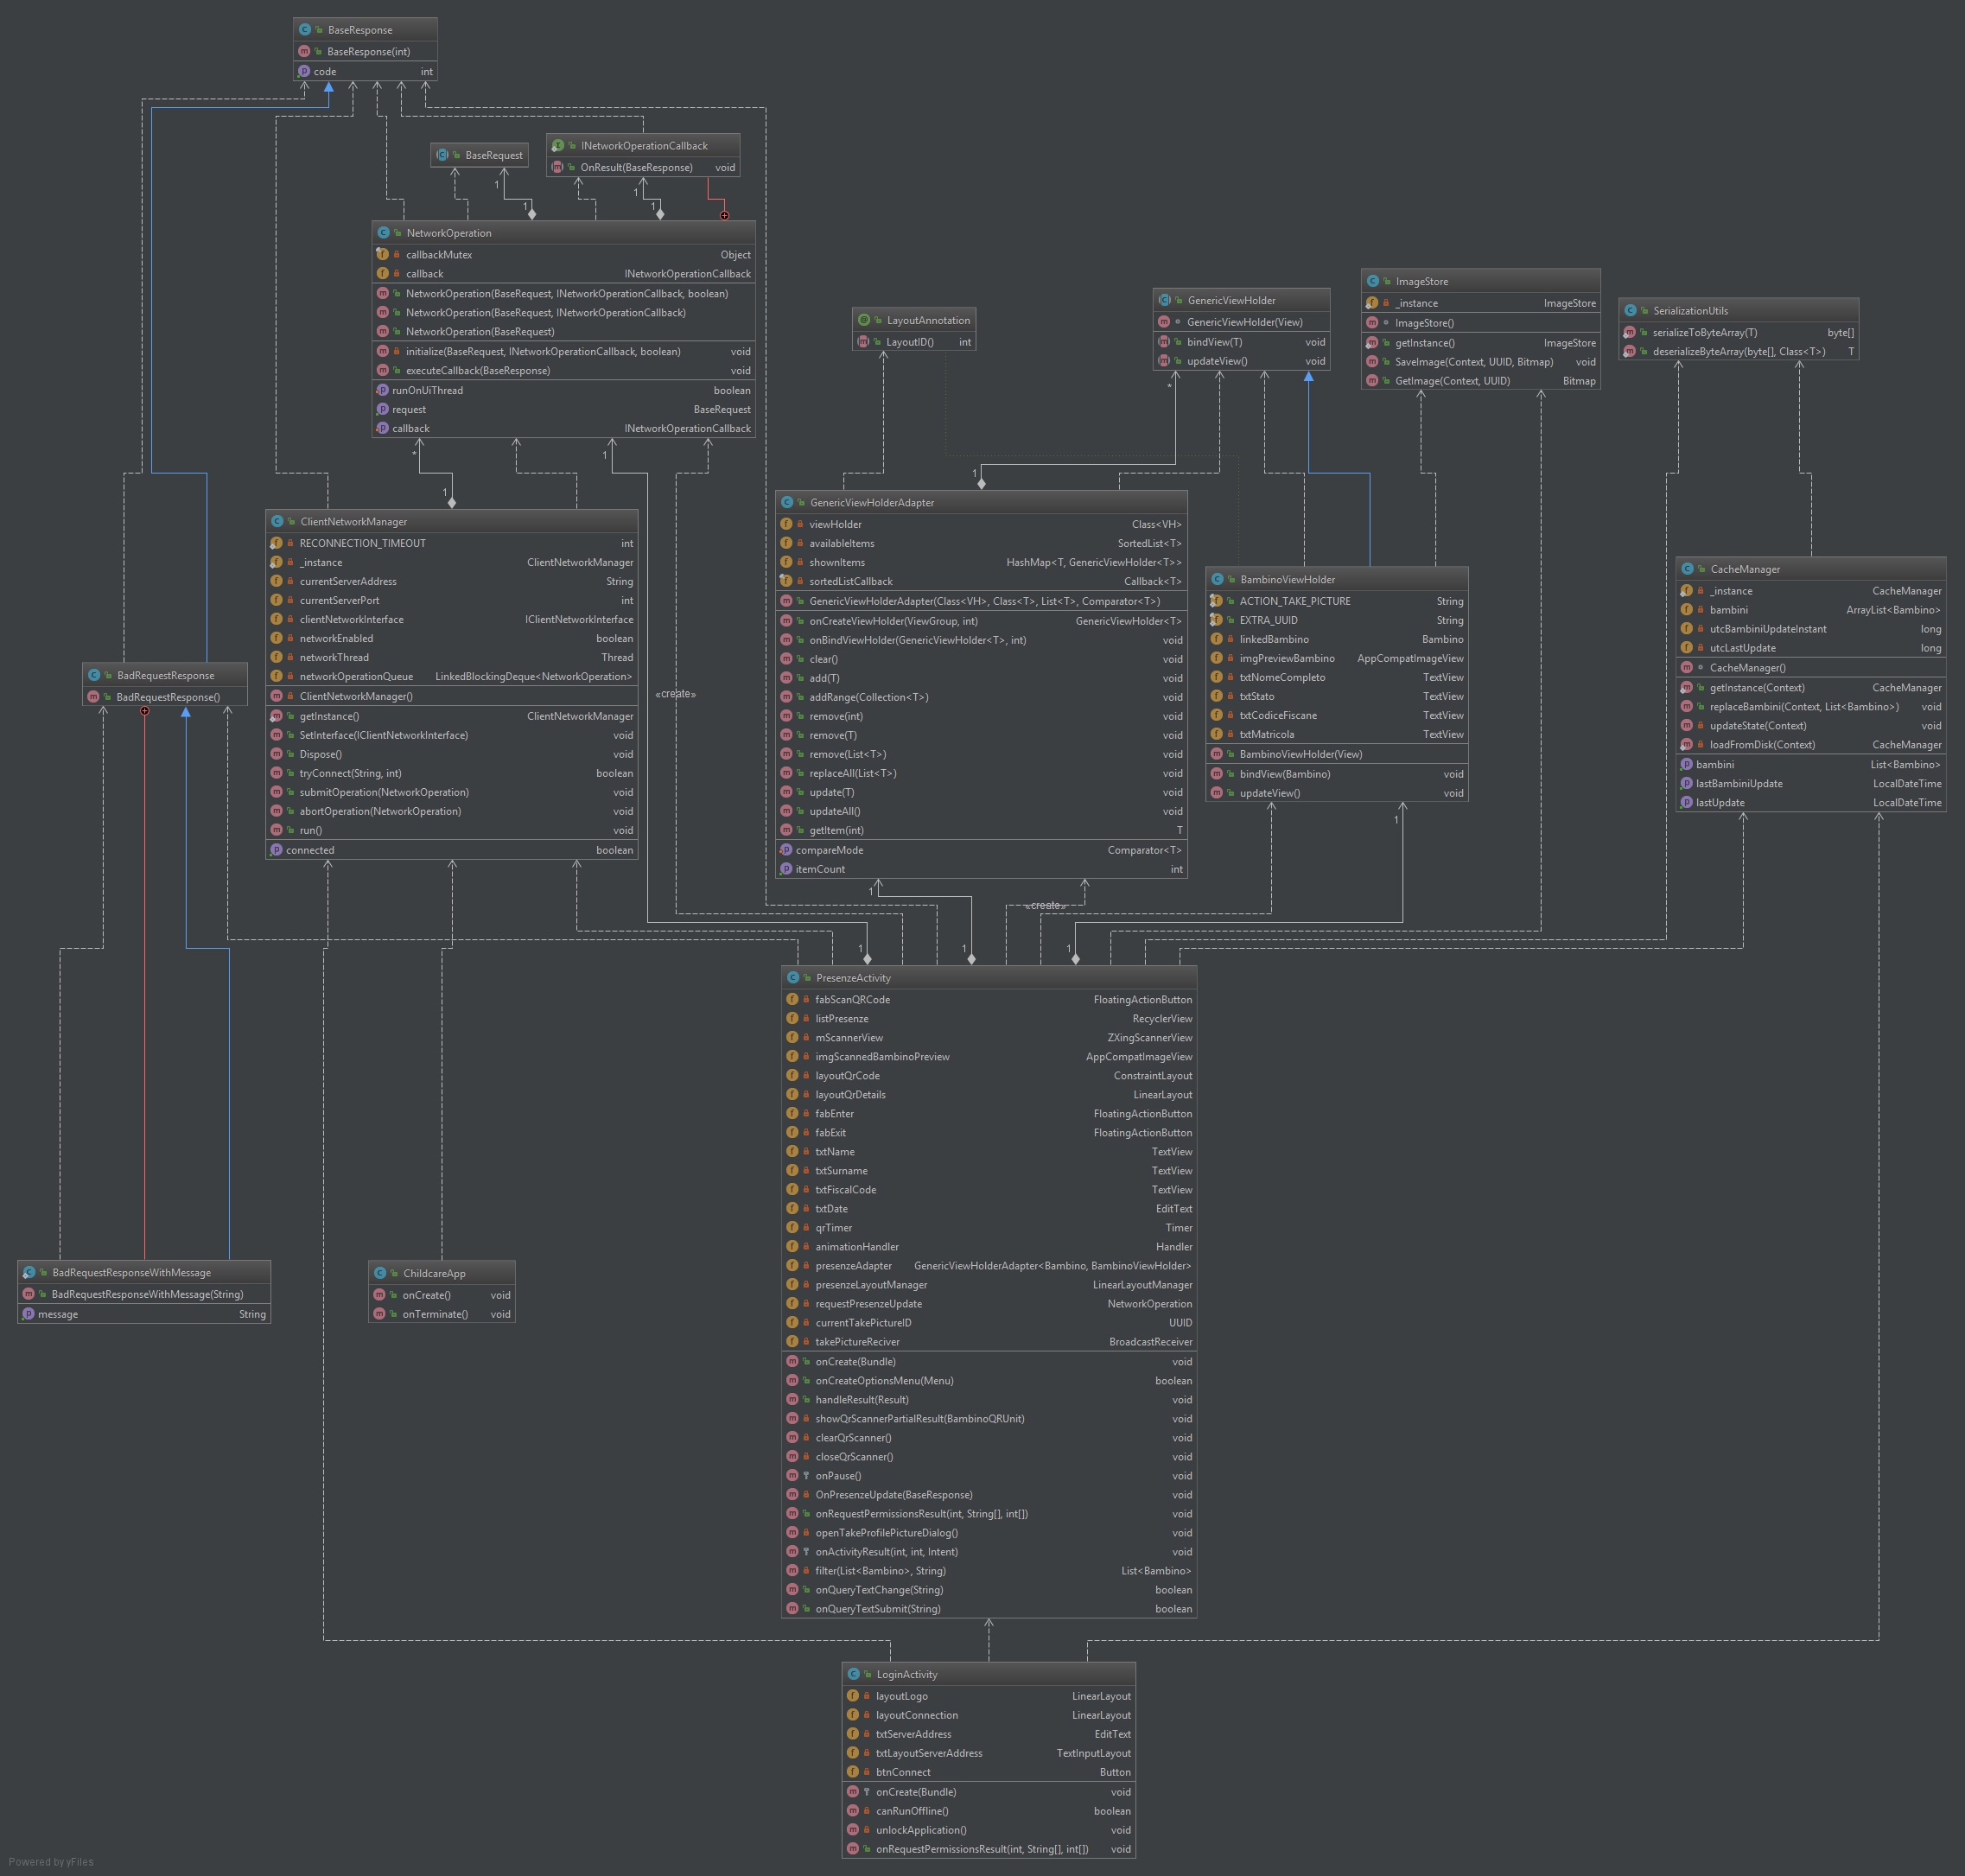 BaseResponse
BaseResponse(int)
code int
BaseRequest
INetworkOperationCallback
OnResult(BaseResponse) void
1
1
1
1
NetworkOperation
callbackMutex Object
callback INetworkOperationCallback
NetworkOperation(BaseRequest, INetworkOperationCallback, boolean)
NetworkOperation(BaseRequest, INetworkOperationCallback)
NetworkOperation(BaseRequest)
initialize(BaseRequest, INetworkOperationCallback, boolean) void
executeCallback(BaseResponse) void
runOnUiThread boolean
request BaseRequest
callback INetworkOperationCallback
LayoutAnnotation
LayoutID() int
GenericViewHolder
GenericViewHolder(View)
bindView(T) void
updateView() void
ImageStore
_instance ImageStore
ImageStore()
getInstance() ImageStore
SaveImage(Context, UUID, Bitmap) void
GetImage(Context, UUID) Bitmap
SerializationUtils
serializeToByteArray(T) byte[]
deserializeByteArray(byte[], Class<T>) T
*
1
1
*
1
ClientNetworkManager
RECONNECTION_TIMEOUT int
_instance ClientNetworkManager
currentServerAddress String
currentServerPort int
clientNetworkInterface IClientNetworkInterface
networkEnabled boolean
networkThread Thread
networkOperationQueue LinkedBlockingDeque<NetworkOperation>
ClientNetworkManager()
getInstance() ClientNetworkManager
SetInterface(IClientNetworkInterface) void
Dispose() void
tryConnect(String, int) boolean
submitOperation(NetworkOperation) void
abortOperation(NetworkOperation) void
run() void
connected boolean
«create»
GenericViewHolderAdapter
viewHolder Class<VH>
availableItems SortedList<T>
shownItems HashMap<T, GenericViewHolder<T>>
sortedListCallback Callback<T>
GenericViewHolderAdapter(Class<VH>, Class<T>, List<T>, Comparator<T>)
onCreateViewHolder(ViewGroup, int) GenericViewHolder<T>
onBindViewHolder(GenericViewHolder<T>, int) void
clear() void
add(T) void
addRange(Collection<T>) void
remove(int) void
remove(T) void
remove(List<T>) void
replaceAll(List<T>) void
update(T) void
updateAll() void
getItem(int) T
compareMode Comparator<T>
itemCount int
BambinoViewHolder
ACTION_TAKE_PICTURE String
EXTRA_UUID String
linkedBambino Bambino
imgPreviewBambino AppCompatImageView
txtNomeCompleto TextView
txtStato TextView
txtCodiceFiscane TextView
txtMatricola TextView
BambinoViewHolder(View)
bindView(Bambino) void
updateView() void
CacheManager
_instance CacheManager
bambini ArrayList<Bambino>
utcBambiniUpdateInstant long
utcLastUpdate long
CacheManager()
getInstance(Context) CacheManager
replaceBambini(Context, List<Bambino>) void
updateState(Context) void
loadFromDisk(Context) CacheManager
bambini List<Bambino>
lastBambiniUpdate LocalDateTime
lastUpdate LocalDateTime
BadRequestResponse
BadRequestResponse()
1
1
«create»
1
1
1
PresenzeActivity
fabScanQRCode FloatingActionButton
listPresenze RecyclerView
mScannerView ZXingScannerView
imgScannedBambinoPreview AppCompatImageView
layoutQrCode ConstraintLayout
layoutQrDetails LinearLayout
fabEnter FloatingActionButton
fabExit FloatingActionButton
txtName TextView
txtSurname TextView
txtFiscalCode TextView
txtDate EditText
qrTimer Timer
animationHandler Handler
presenzeAdapter GenericViewHolderAdapter<Bambino, BambinoViewHolder>
presenzeLayoutManager LinearLayoutManager
requestPresenzeUpdate NetworkOperation
currentTakePictureID UUID
takePictureReciver BroadcastReceiver
onCreate(Bundle) void
onCreateOptionsMenu(Menu) boolean
handleResult(Result) void
showQrScannerPartialResult(BambinoQRUnit) void
clearQrScanner() void
closeQrScanner() void
onPause() void
OnPresenzeUpdate(BaseResponse) void
onRequestPermissionsResult(int, String[], int[]) void
openTakeProfilePictureDialog() void
onActivityResult(int, int, Intent) void
filter(List<Bambino>, String) List<Bambino>
onQueryTextChange(String) boolean
onQueryTextSubmit(String) boolean
BadRequestResponseWithMessage
BadRequestResponseWithMessage(String)
message String
ChildcareApp
onCreate() void
onTerminate() void
LoginActivity
layoutLogo LinearLayout
layoutConnection LinearLayout
txtServerAddress EditText
txtLayoutServerAddress TextInputLayout
btnConnect Button
onCreate(Bundle) void
canRunOffline() boolean
unlockApplication() void
onRequestPermissionsResult(int, String[], int[]) void
Powered by yFiles